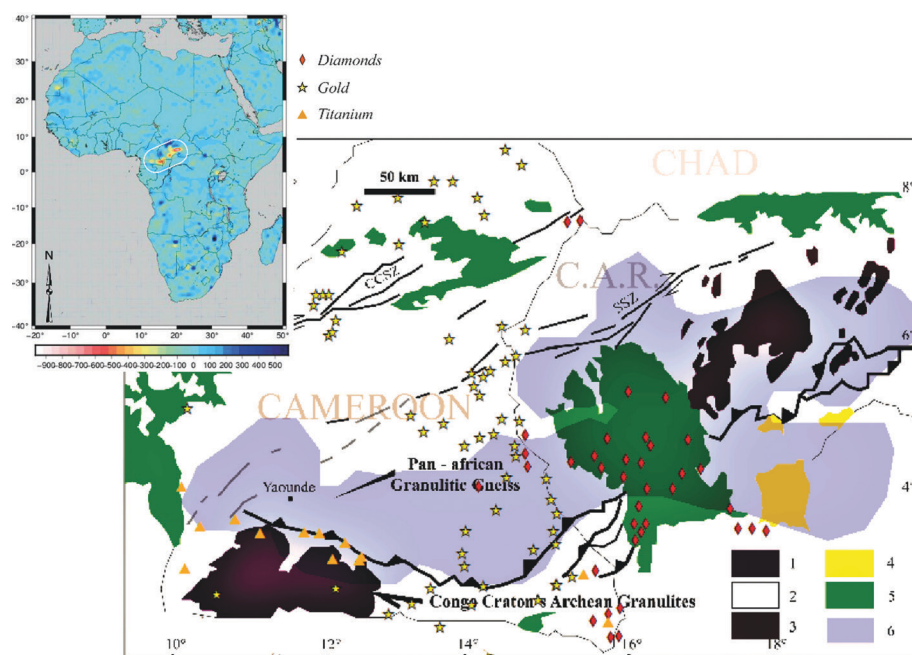 40°
30°
20°
10°
0°
−10°
−20°
−30°
−40°
N
−20° −10° 0° 10° 20° 30° 40° 50°
−900−800−700−600−500−400−300−200−100 0 100 200 300 400 500
Diamonds
Gold
Titanium
CHAD
50 km
8°
CCSZ
C.A.R.
SSZ
6°
CAMEROON
Pan - african
Granulitic Gneiss
Yaounde
4°
1 4
2 5
3 6
Congo Craton's Archean Granulites
10° 12° 14° 16° 18°